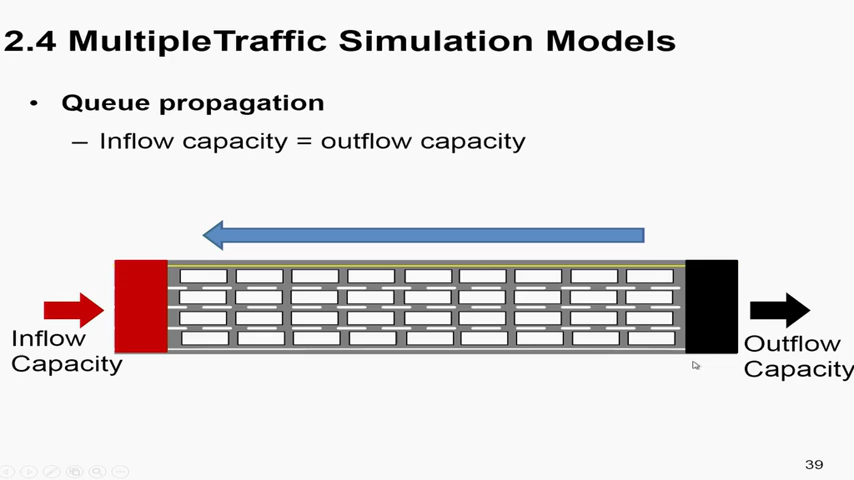 2.4 MultipleTraffic Simulation Models
• Queue propagation
– Inflow capacity = outflow capacity
Inflow
Capacity
Outflow
Capacity
39